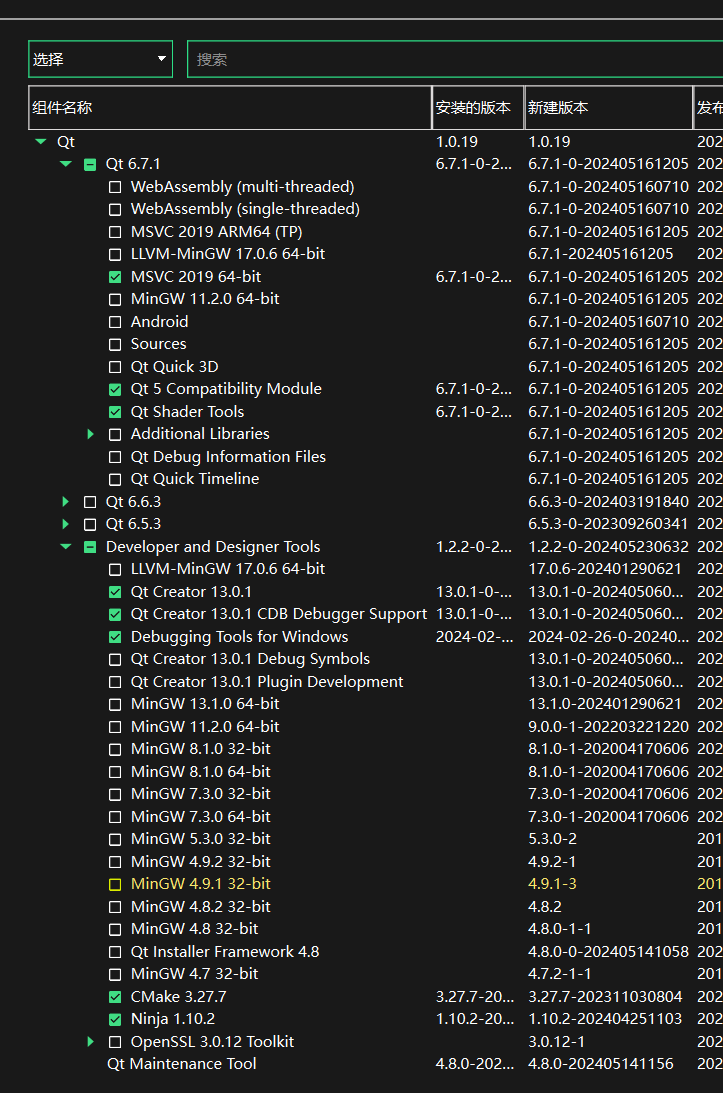 选择 搜索
组件名称 安装的版本 新建版本 发布
Qt 1.0.19 1.0.19 202
Qt 6.7.1 6.7.1-0-2... 6.7.1-0-202405161205 202
WebAssembly (multi-threaded) 6.7.1-0-202405160710 202
WebAssembly (single-threaded) 6.7.1-0-202405160710 202
MSVC 2019 ARM64 (TP) 6.7.1-0-202405161205 202
LLVM-MinGW 17.0.6 64-bit 6.7.1-202405161205 202
MSVC 2019 64-bit 6.7.1-0-2... 6.7.1-0-202405161205 202
MinGW 11.2.0 64-bit 6.7.1-0-202405161205 202
Android 6.7.1-0-202405160710 202
Sources 6.7.1-0-202405161205 202
Qt Quick 3D 6.7.1-0-202405161205 202
Qt 5 Compatibility Module 6.7.1-0-2... 6.7.1-0-202405161205 202
Qt Shader Tools 6.7.1-0-2... 6.7.1-0-202405161205 202
Additional Libraries 6.7.1-0-202405161205 202
Qt Debug Information Files 6.7.1-0-202405161205 202
Qt Quick Timeline 6.7.1-0-202405161205 202
Qt 6.6.3 6.6.3-0-202403191840 202
Qt 6.5.3 6.5.3-0-202309260341 202
Developer and Designer Tools 1.2.2-0-2... 1.2.2-0-202405230632 202
LLVM-MinGW 17.0.6 64-bit 17.0.6-202401290621 202
Qt Creator 13.0.1 13.0.1-0-... 13.0.1-0-202405060... 202
Qt Creator 13.0.1 CDB Debugger Support 13.0.1-0-... 13.0.1-0-202405060... 202
Debugging Tools for Windows 2024-02-... 2024-02-26-0-20240... 202
Qt Creator 13.0.1 Debug Symbols 13.0.1-0-202405060... 202
Qt Creator 13.0.1 Plugin Development 13.0.1-0-202405060... 202
MinGW 13.1.0 64-bit 13.1.0-202401290621 202
MinGW 11.2.0 64-bit 9.0.0-1-202203221220 202
MinGW 8.1.0 32-bit 8.1.0-1-202004170606 202
MinGW 8.1.0 64-bit 8.1.0-1-202004170606 202
MinGW 7.3.0 32-bit 7.3.0-1-202004170606 202
MinGW 7.3.0 64-bit 7.3.0-1-202004170606 202
MinGW 5.3.0 32-bit 5.3.0-2 201
MinGW 4.9.2 32-bit 4.9.2-1 201
MinGW 4.9.1 32-bit 4.9.1-3 201
MinGW 4.8.2 32-bit 4.8.2 201
MinGW 4.8 32-bit 4.8.0-1-1 201
Qt Installer Framework 4.8 4.8.0-0-202405141058 202
MinGW 4.7 32-bit 4.7.2-1-1 201
CMake 3.27.7 3.27.7-20... 3.27.7-202311030804 202
Ninja 1.10.2 1.10.2-20... 1.10.2-202404251103 202
OpenSSL 3.0.12 Toolkit 3.0.12-1 202
Qt Maintenance Tool 4.8.0-202... 4.8.0-202405141156 202